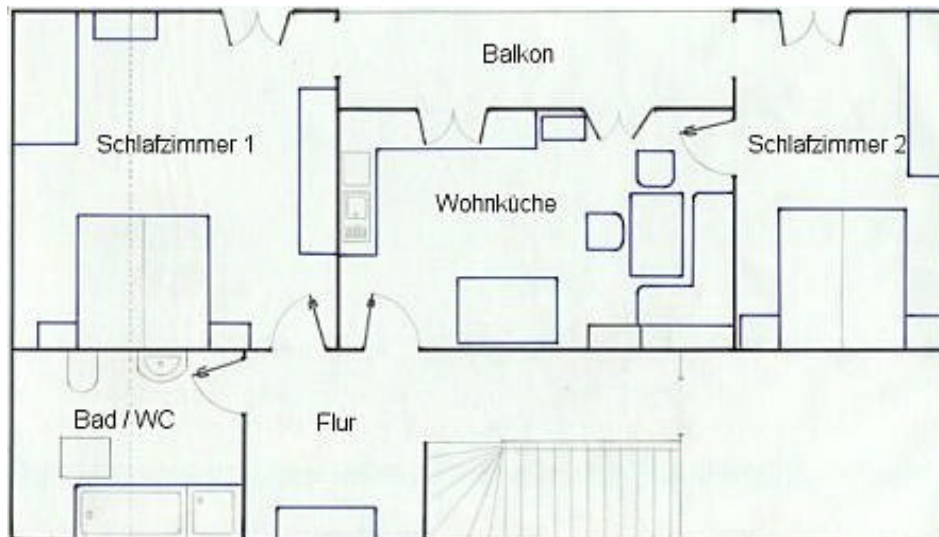 Balkon
Schlafzimmer 1
Schlafzimmer 2
Wohnküche
Bad / WC
Flur